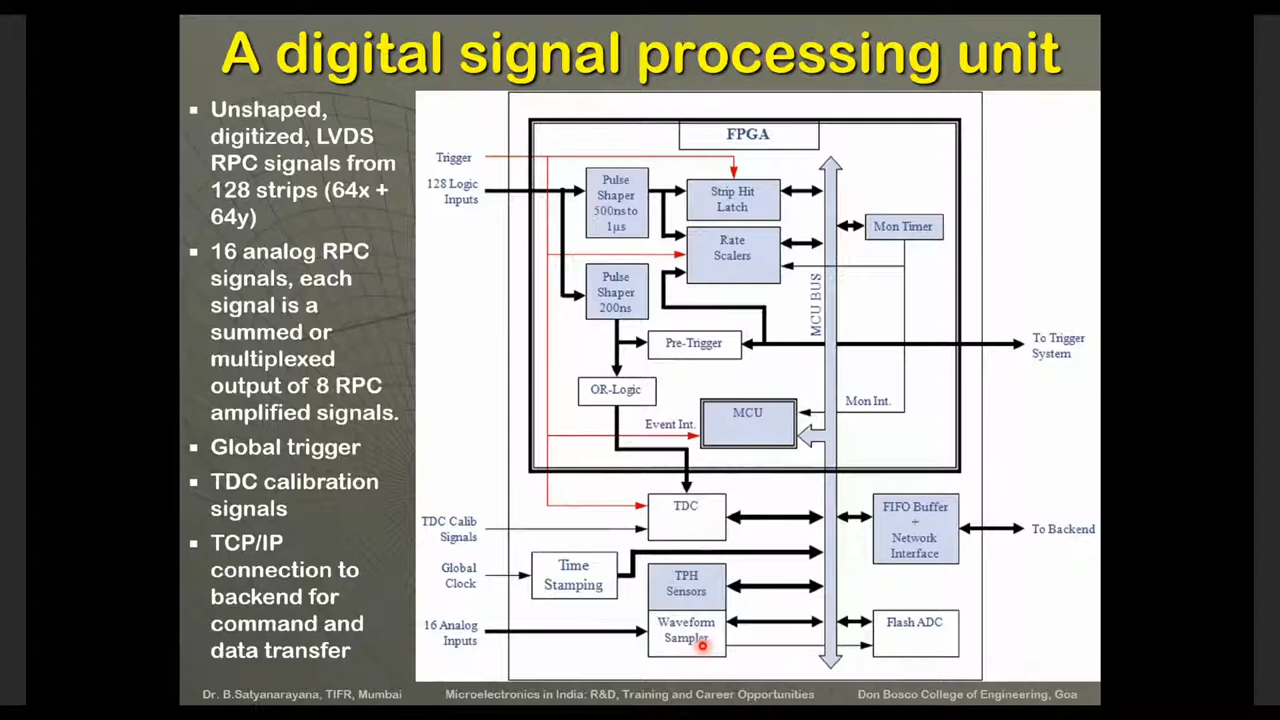 A digital signal processing unit
▪ Unshaped,
digitized, LVDS
RPC signals from
128 strips (64x +
64y)
▪ 16 analog RPC
signals, each
signal is a
summed or
multiplexed
output of 8 RPC
amplified signals.
▪ Global trigger
▪ TDC calibration
signals
▪ TCP/IP
connection to
backend for
command and
data transfer
FPGA
Trigger
128 Logic
Inputs
Pulse
Shaper
500ns to
1µs
Strip Hit
Latch
Rate
Scalers
Mon Timer
Pulse
Shaper
200ns
MCU BUS
Pre-Trigger
To Trigger
System
OR-Logic
MCU
Mon Int.
Event Int.
TDC
TDC Calib
Signals
FIFO Buffer
+
Network
Interface
To Backend
Global
Clock
Time
Stamping
TPH
Sensors
16 Analog
Inputs
Waveform
Sampler
Flash ADC
Dr. B.Satyanarayana, TIFR, Mumbai
Microelectronics in India: R&D, Training and Career Opportunities
Don Bosco College of Engineering, Goa